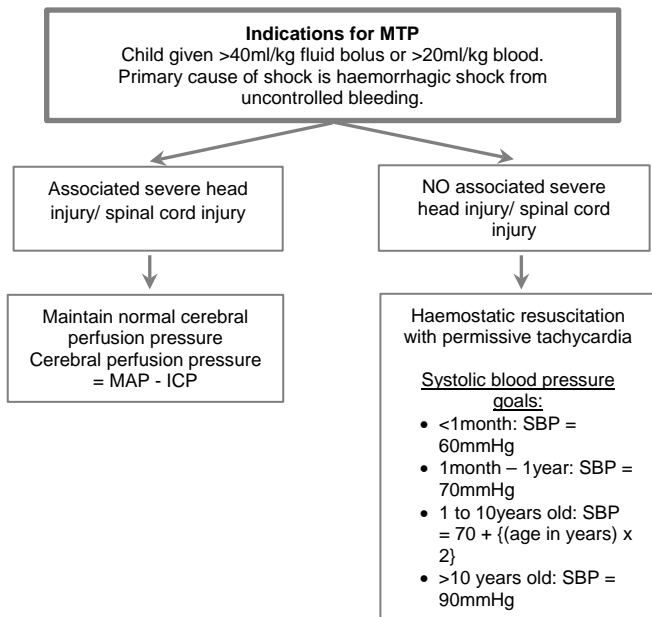 Indications for MTP
Child given >40ml/kg fluid bolus or >20ml/kg blood.
Primary cause of shock is haemorrhagic shock from
uncontrolled bleeding.
Associated severe head
injury/ spinal cord injury
NO associated severe
head injury/ spinal cord
injury
Maintain normal cerebral
perfusion pressure
Cerebral perfusion pressure
= MAP - ICP
Haemostatic resuscitation
with permissive tachycardia
Systolic blood pressure
goals:
• <1month: SBP =
60mmHg
• 1month – 1year: SBP =
70mmHg
• 1 to 10years old: SBP
= 70 + {(age in years) x
2}
• >10 years old: SBP =
90mmHg